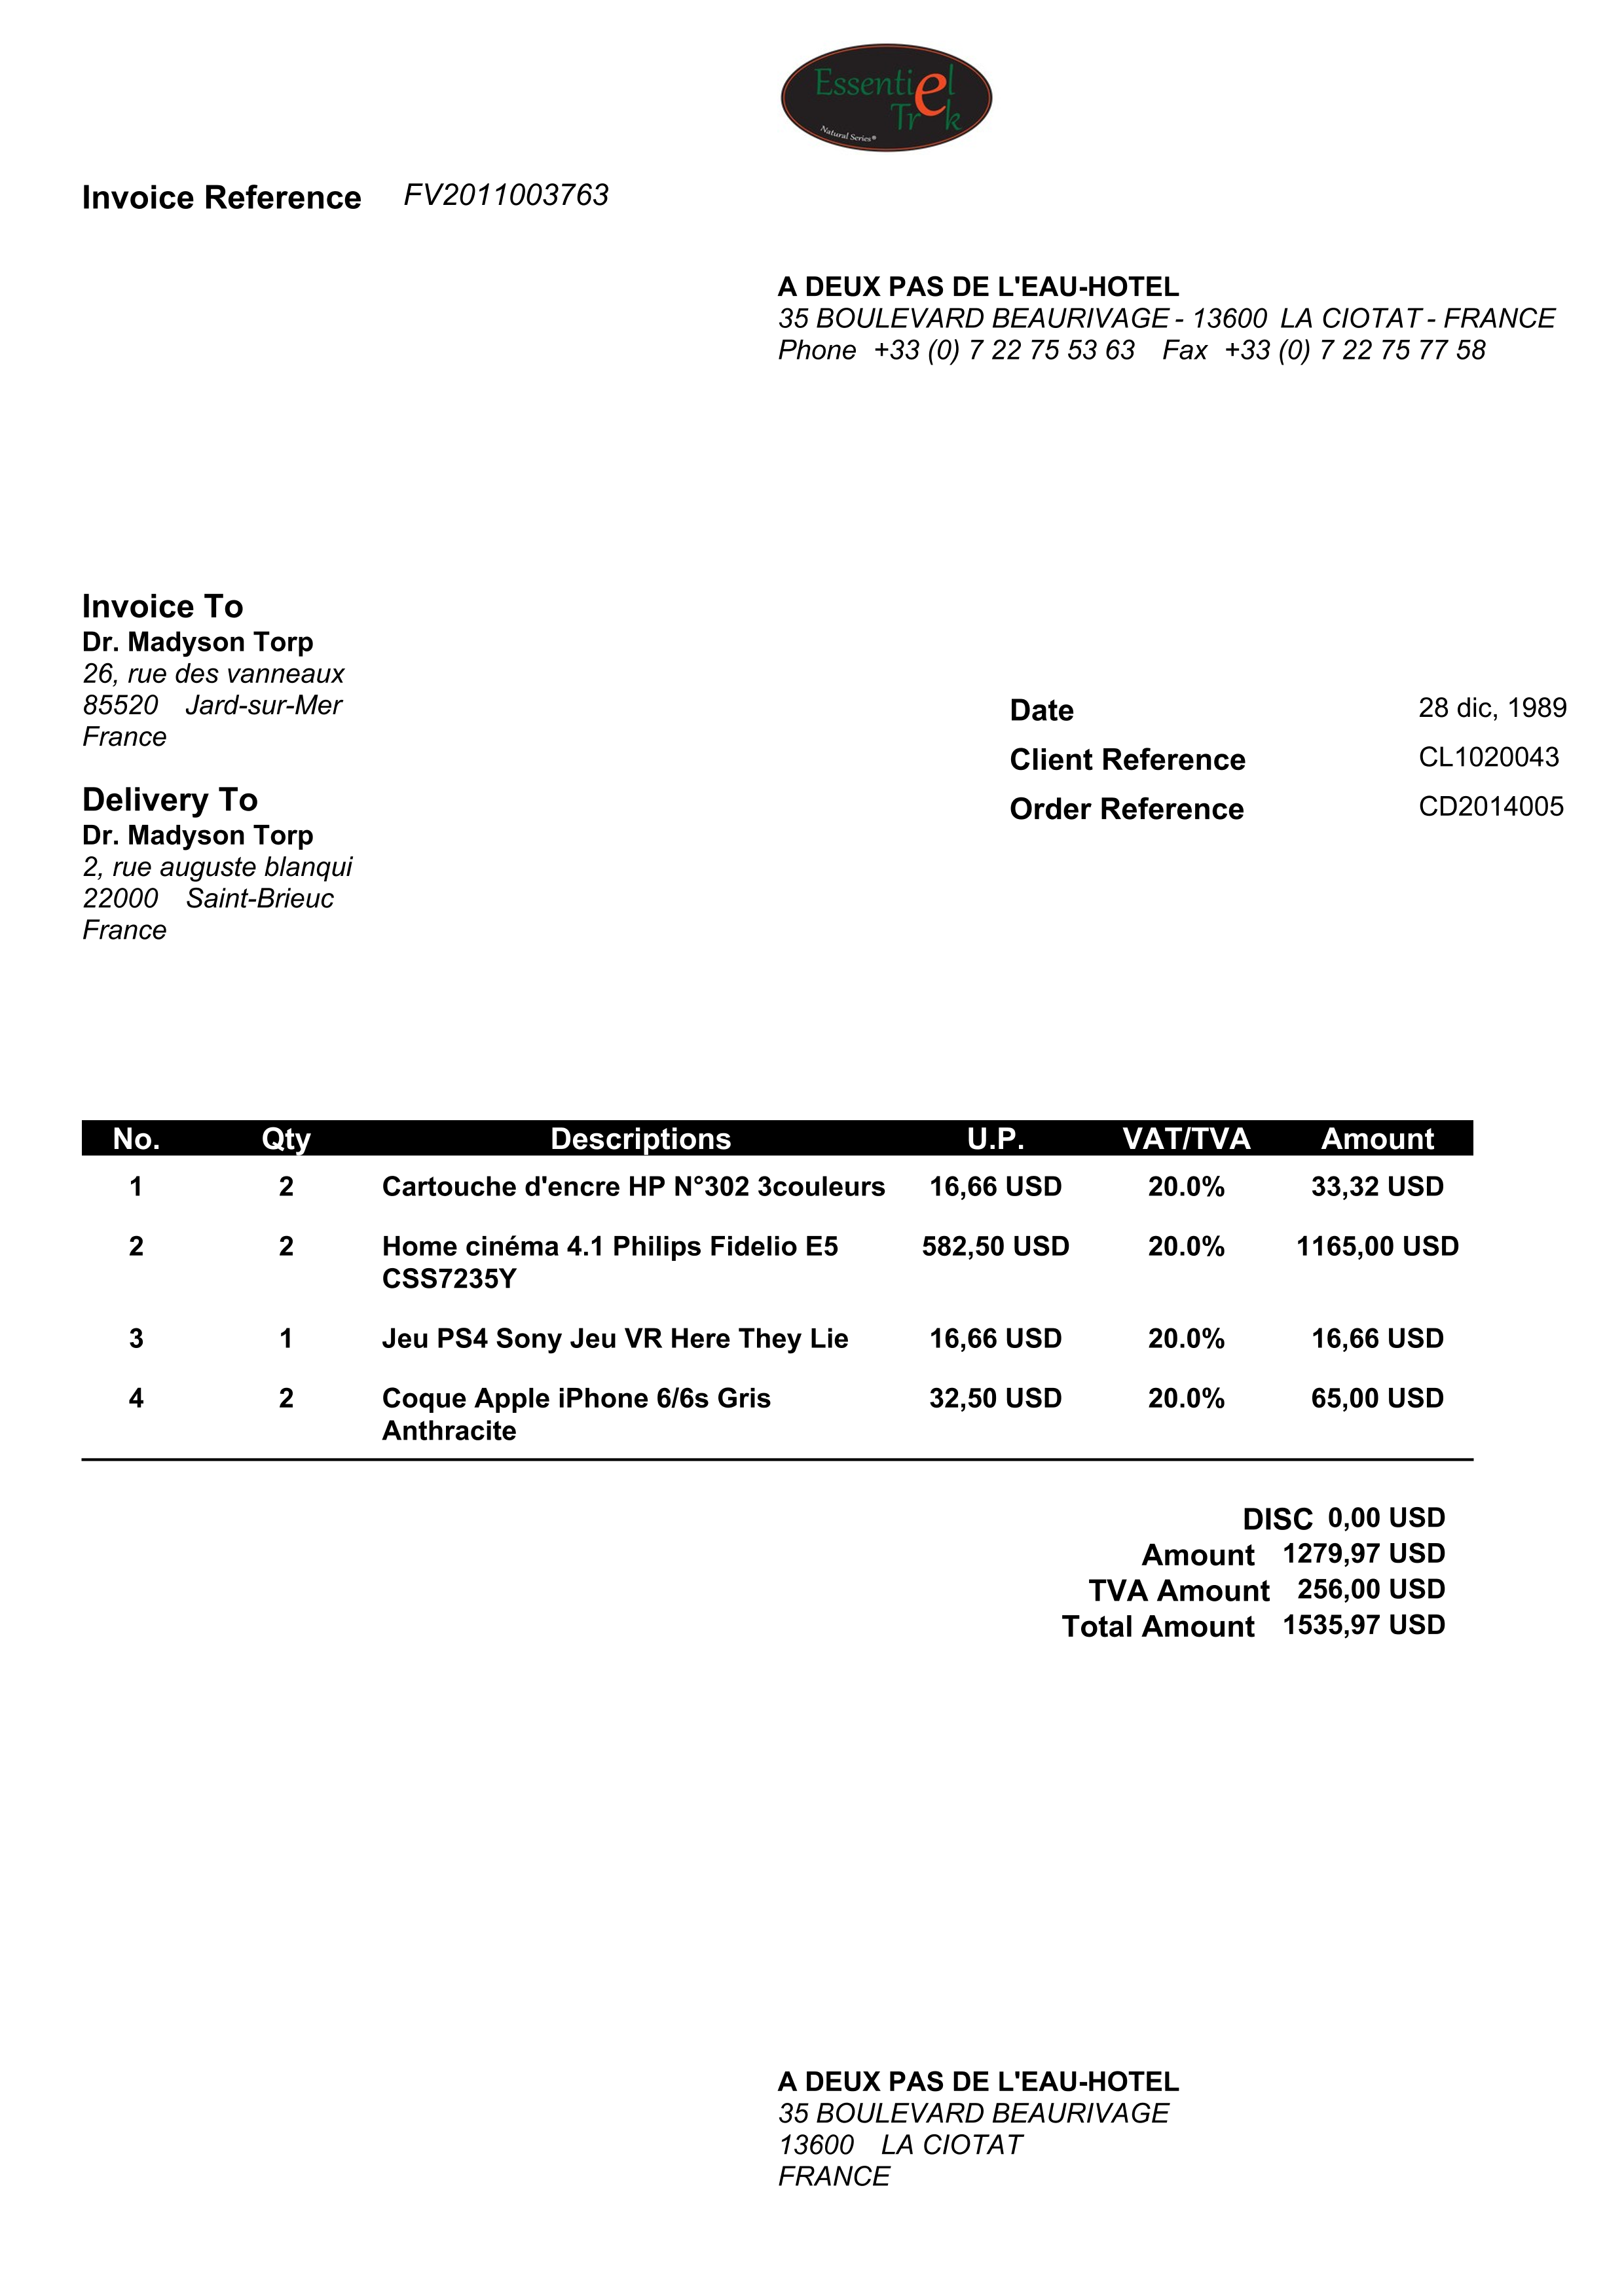 Essentiel
Trek
Natural Series®
Invoice Reference FV2011003763
A DEUX PAS DE L'EAU-HOTEL
35 BOULEVARD BEAURIVAGE - 13600 LA CIOTAT - FRANCE
Phone +33 (0) 7 22 75 53 63 Fax +33 (0) 7 22 75 77 58
Invoice To
Dr. Madyson Torp
26, rue des vanneaux
85520 Jard-sur-Mer
France
Date 28 dic, 1989
Client Reference CL1020043
Order Reference CD2014005
Delivery To
Dr. Madyson Torp
2, rue auguste blanqui
22000 Saint-Brieuc
France
No. Qty Descriptions U.P. VAT/TVA Amount
1 2 Cartouche d'encre HP N°302 3couleurs 16,66 USD 20.0% 33,32 USD
2 2 Home cinéma 4.1 Philips Fidelio E5 582,50 USD 20.0% 1165,00 USD
CSS7235Y
3 1 Jeu PS4 Sony Jeu VR Here They Lie 16,66 USD 20.0% 16,66 USD
4 2 Coque Apple iPhone 6/6s Gris 32,50 USD 20.0% 65,00 USD
Anthracite
DISC 0,00 USD
Amount 1279,97 USD
TVA Amount 256,00 USD
Total Amount 1535,97 USD
A DEUX PAS DE L'EAU-HOTEL
35 BOULEVARD BEAURIVAGE
13600 LA CIOTAT
FRANCE